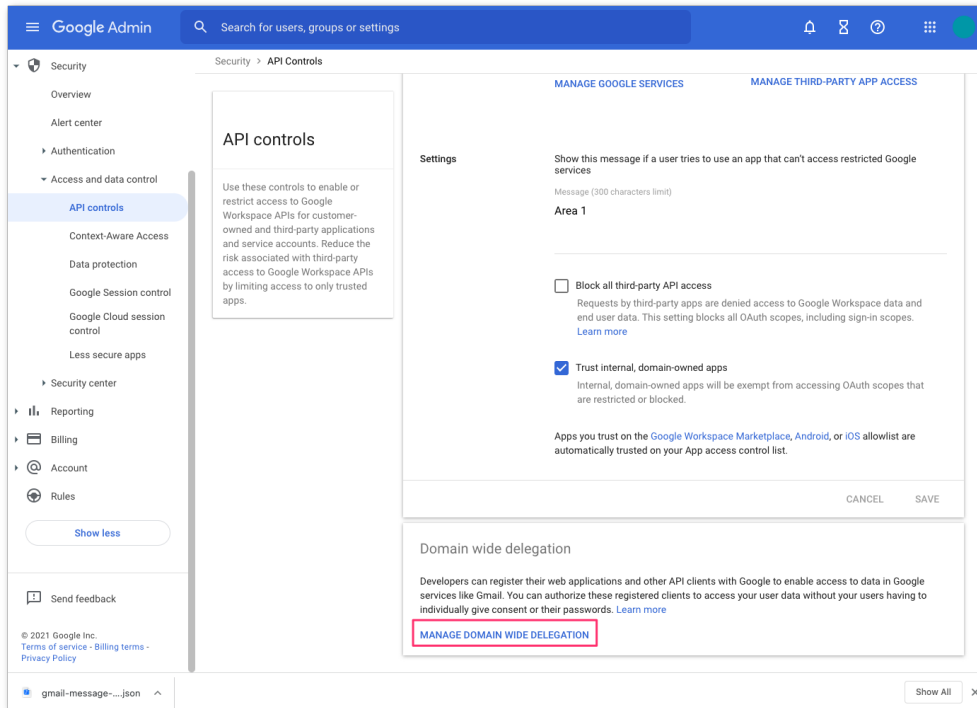 Google Admin
Search for users, groups or settings
Security
Overview
Alert center
Authentication
Access and data control
API controls
Context-Aware Access
Data protection
Google Session control
Google Cloud session
control
Less secure apps
Security center
Reporting
Billing
Account
Rules
Show less
Send feedback
© 2021 Google Inc.
Terms of service - Billing terms -
Privacy Policy
Security > API Controls
API controls
Use these controls to enable or
restrict access to Google
Workspace APIs for customer-
owned and third-party applications
and service accounts. Reduce the
risk associated with third-party
access to Google Workspace APIs
by limiting access to only trusted
apps.
MANAGE GOOGLE SERVICES
MANAGE THIRD-PARTY APP ACCESS
Settings
Show this message if a user tries to use an app that can't access restricted Google
services
Message (300 characters limit)
Area 1
Block all third-party API access
Requests by third-party apps are denied access to Google Workspace data and
end user data. This setting blocks all OAuth scopes, including sign-in scopes.
Learn more
Trust internal, domain-owned apps
Internal, domain-owned apps will be exempt from accessing OAuth scopes that
are restricted or blocked.
Apps you trust on the Google Workspace Marketplace, Android, or iOS allowlist are
automatically trusted on your App access control list.
CANCEL
SAVE
Domain wide delegation
Developers can register their web applications and other API clients with Google to enable access to data in Google
services like Gmail. You can authorize these registered clients to access your user data without your users having to
individually give consent or their passwords. Learn more
MANAGE DOMAIN WIDE DELEGATION
gmail-message-....json
Show All